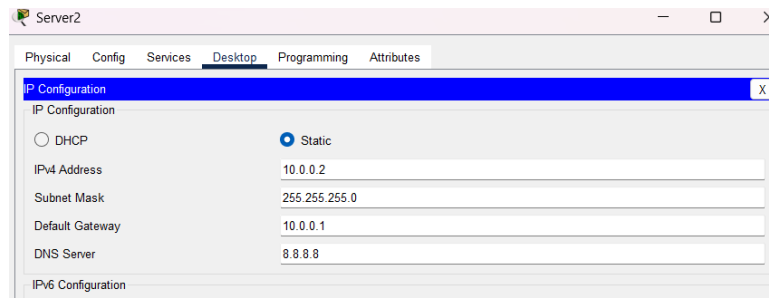 Server2
Physical Config Services Desktop Programming Attributes
IP Configuration X
IP Configuration
DHCP Static
IPv4 Address 10.0.0.2
Subnet Mask 255.255.255.0
Default Gateway 10.0.0.1
DNS Server 8.8.8.8
IPv6 Configuration